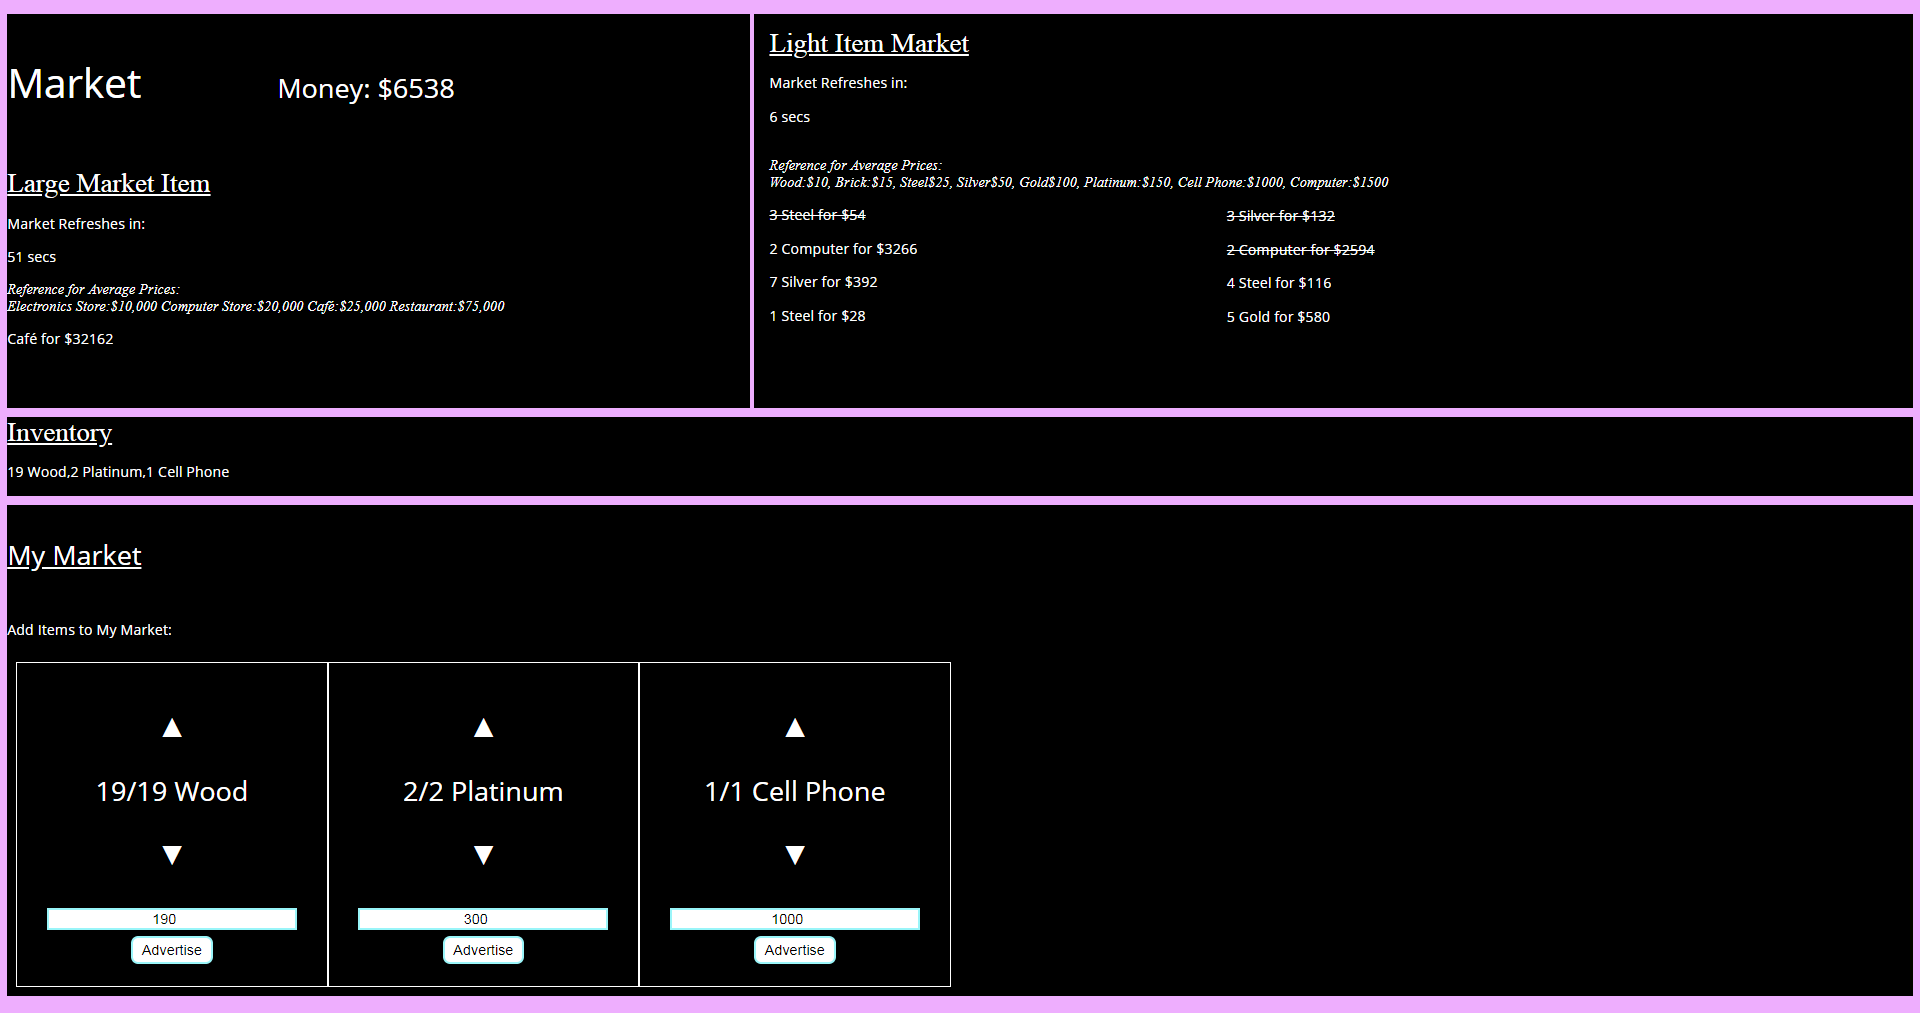 Market
Money: $6538
Large Market Item
Market Refreshes in:
51 secs
Reference for Average Prices:
Electronics Store:$10,000 Computer Store:$20,000 Café:$25,000 Restaurant:$75,000
Café for $32162
Light Item Market
Market Refreshes in:
6 secs
Reference for Average Prices:
Wood:$10, Brick:$15, Steel$25, Silver$50, Gold$100, Platinum:$150, Cell Phone:$1000, Computer:$1500
3 Steel for $54
3 Silver for $132
2 Computer for $3266
2 Computer for $2594
7 Silver for $392
4 Steel for $116
1 Steel for $28
5 Gold for $580
Inventory
19 Wood,2 Platinum,1 Cell Phone
My Market
Add Items to My Market:
▲
▲
▲
19/19 Wood
2/2 Platinum
1/1 Cell Phone
▼
▼
▼
190
300
1000
Advertise
Advertise
Advertise